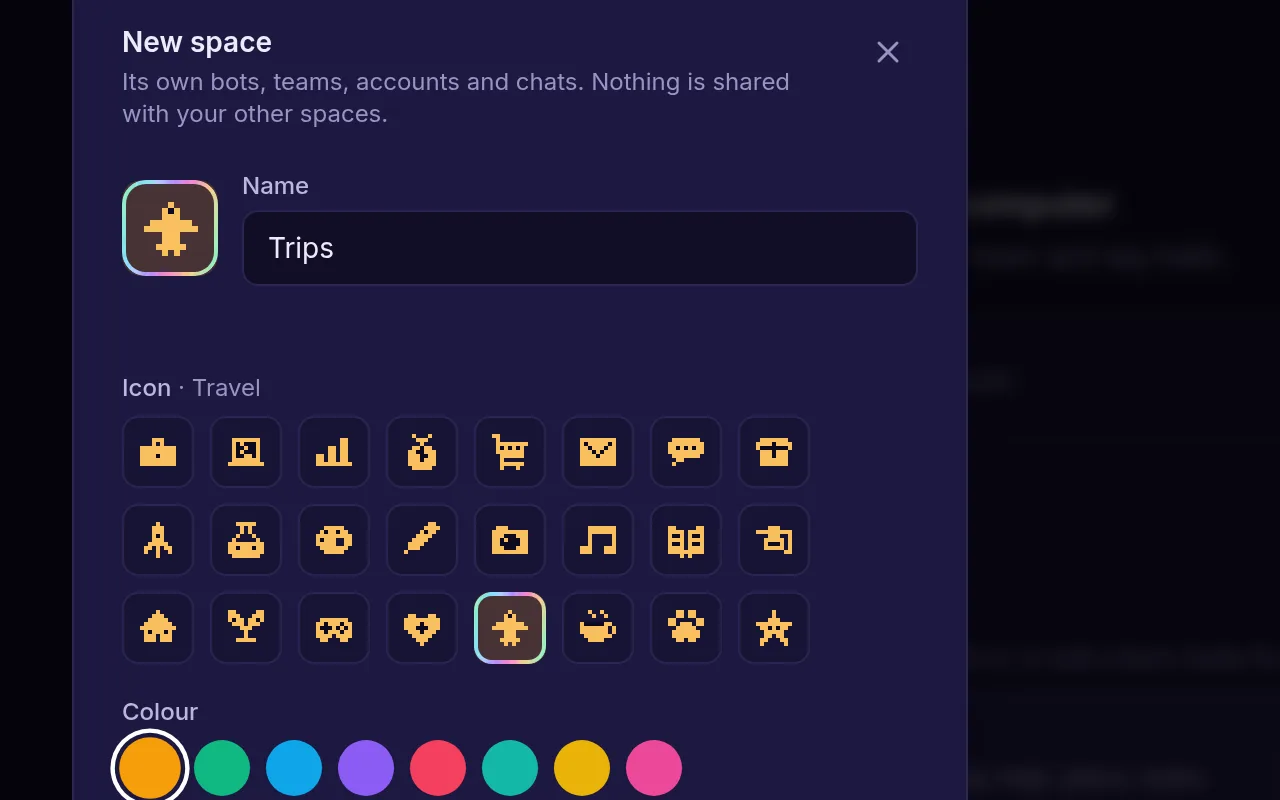 New space
Its own bots, teams, accounts and chats. Nothing is shared
with your other spaces.
Name
Trips
Icon · Travel
Colour